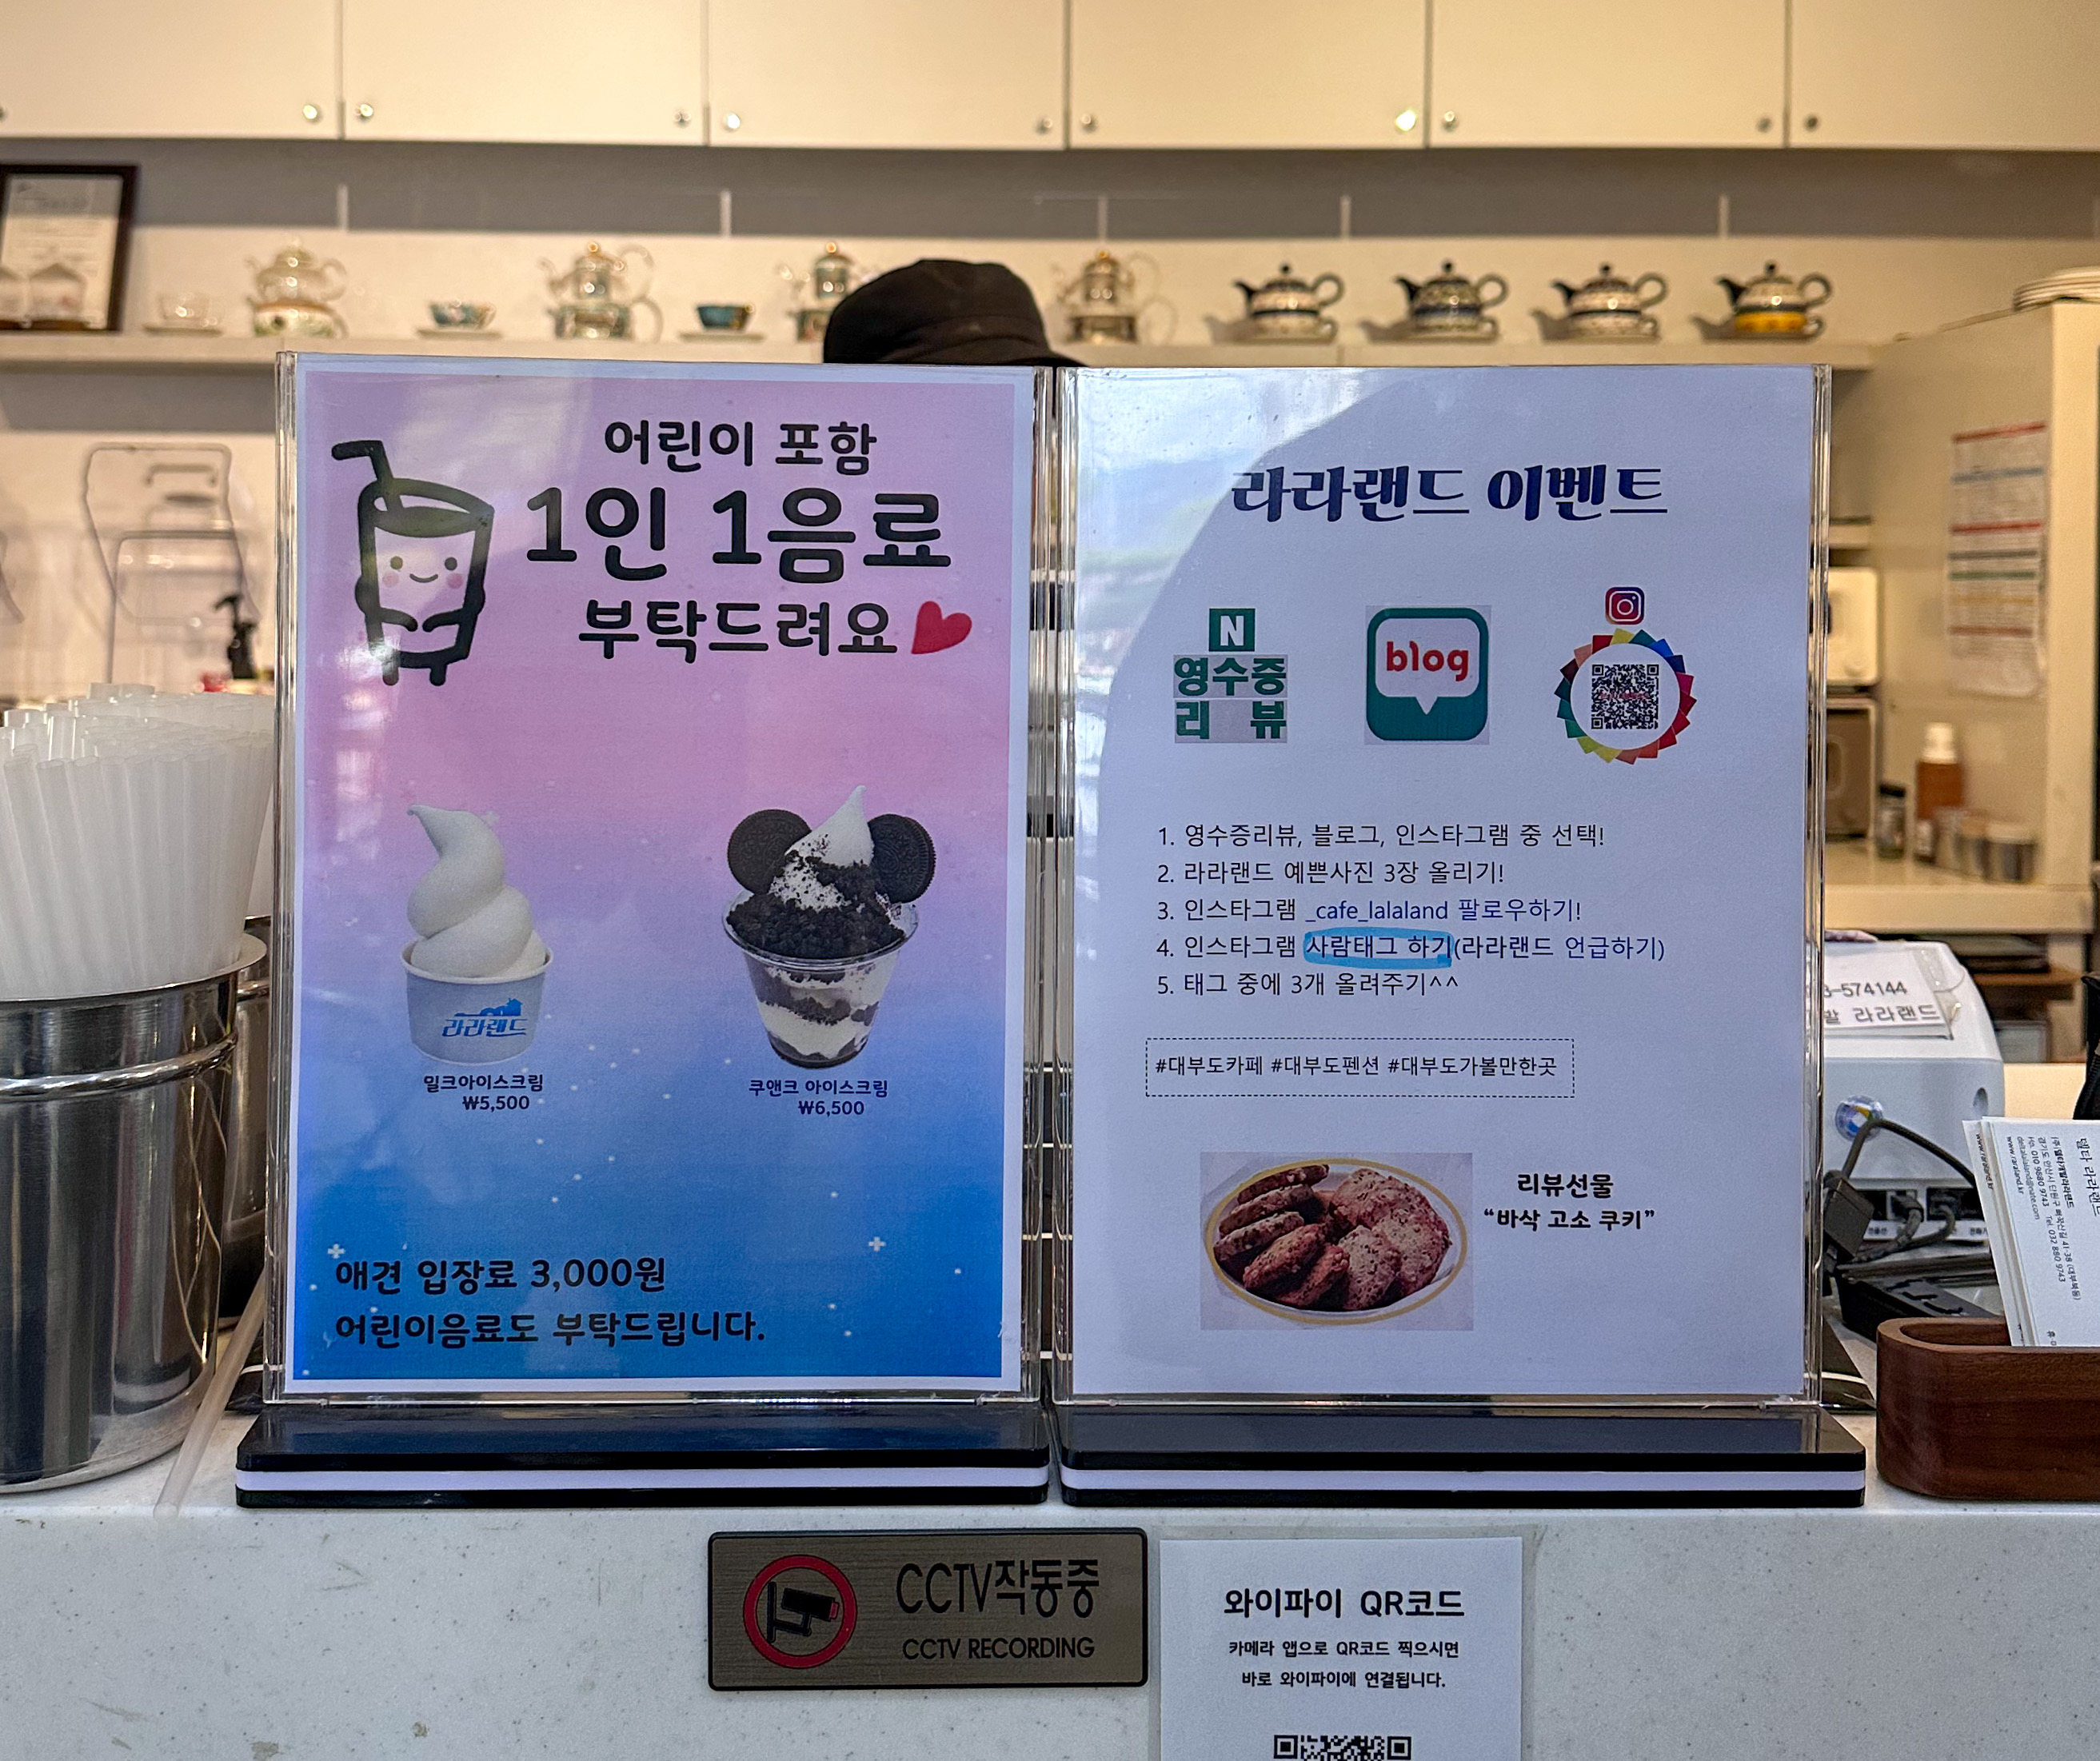 어린이 포함
1인 1음료
부탁드려요
라라랜드
밀크아이스크림
₩5,500
쿠앤크 아이스크림
₩6,500
애견 입장료 3,000원
어린이음료도 부탁드립니다.
라라랜드 이벤트
N
영수증
리뷰
blog
1. 영수증리뷰, 블로그, 인스타그램 중 선택!
2. 라라랜드 예쁜사진 3장 올리기!
3. 인스타그램 _cafe_lalaland 팔로우하기!
4. 인스타그램 사람태그 하기(라라랜드 언급하기)
5. 태그 중에 3개 올려주기^^
#대부도카페 #대부도펜션 #대부도가볼만한곳
리뷰선물
“바삭 고소 쿠키”
-574144
라라랜드
CCTV작동중
CCTV RECORDING
와이파이 QR코드
카메라 앱으로 QR코드 찍으시면
바로 와이파이에 연결됩니다.